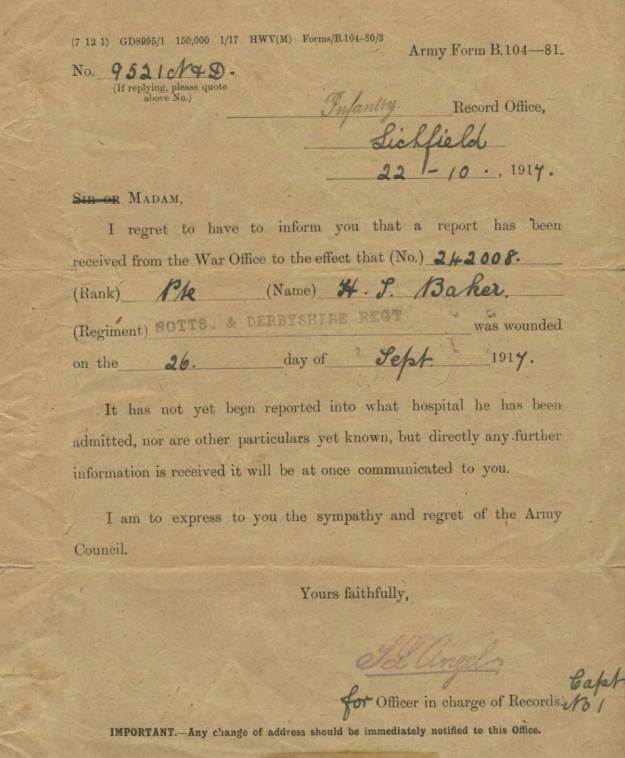 (7 12 1) GD8995/1 150,000 1/17 HWV(M) Forms/B.104-80/3
Army Form B.104—81.
No. 9521 N&D.
(If replying, please quote
above No.)
Infantry Record Office,
Lichfield
22-10., 1917.
SIR OR MADAM,
I regret to have to inform you that a report has been
received from the War Office to the effect that (No.) 242008.
(Rank) Pte (Name) H. S. Baker.
(Regiment) NOTTS. & DERBYSHIRE REGT was wounded
on the 26. day of Sept 1917.
It has not yet been reported into what hospital he has been
admitted, nor are other particulars yet known, but directly any further
information is received it will be at once communicated to you.
I am to express to you the sympathy and regret of the Army
Council.
Yours faithfully,
Capt
for Officer in charge of Records. No 1
IMPORTANT.—Any change of address should be immediately notified to this Office.